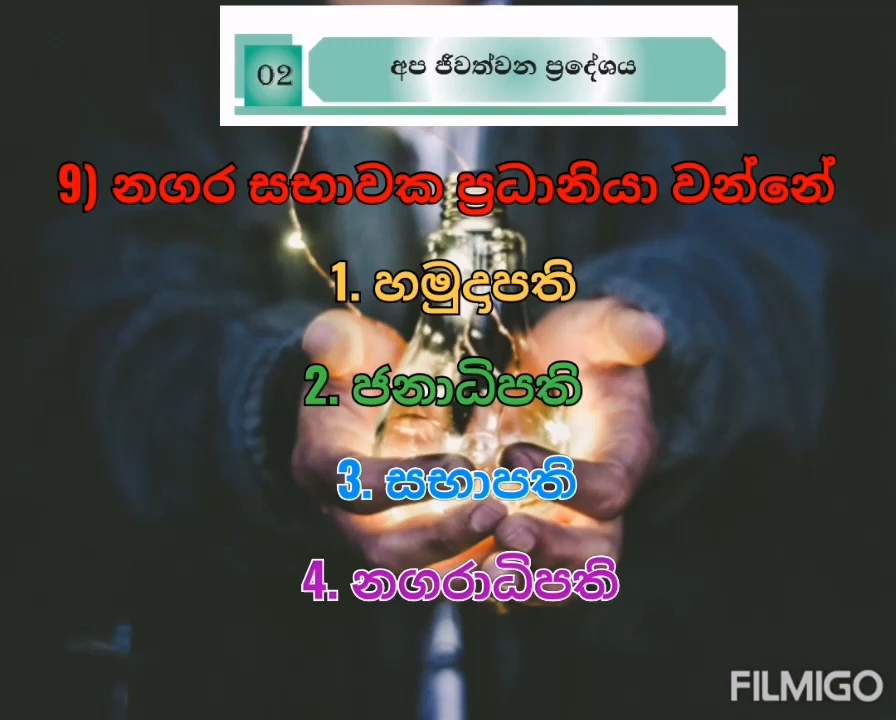 02
අප ජීවත්වන ප්‍රදේශය
9) නගර සභාවක ප්‍රධානියා වන්නේ
1. හමුදාපති
2. ජනාධිපති
3. සභාපති
4. නගරාධිපති
FILMIGO